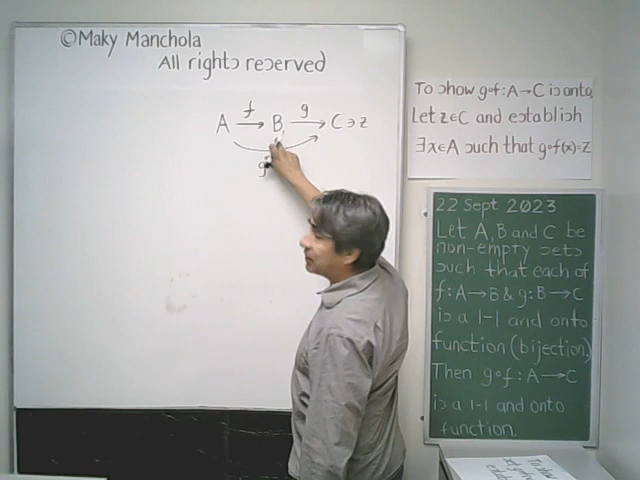 ©Maky Manchola
All rights reserved
f g
A → B → C ∋ z
g
To show g∘f:A→C is onto,
Let z∈C and establish
∃x∈A such that g∘f(x)=z
22 Sept 2023
Let A, B and C be
non-empty sets
such that each of
f:A→B & g:B→C
is a 1-1 and onto
function (bijection)
Then g∘f:A→C
is a 1-1 and onto
function.
To show